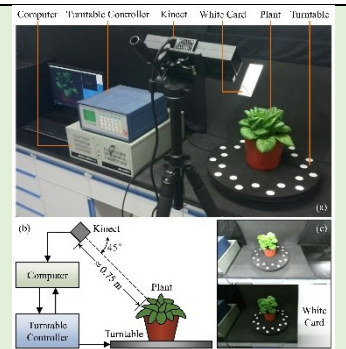 Computer Turntable Controller Kinect White Card Plant Turntable
(a)
(b)
Kinect
45°
≈ 0.75 m
Computer
Plant
Turntable
Controller
Turntable
(c)
White
Card